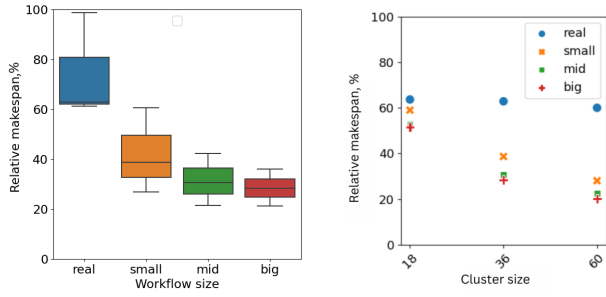 100
80
60
40
20
0
Relative makespan,%
real small mid big
Workflow size
100
80
60
40
20
0
Relative makespan, %
real
small
mid
big
18 36 60
Cluster size